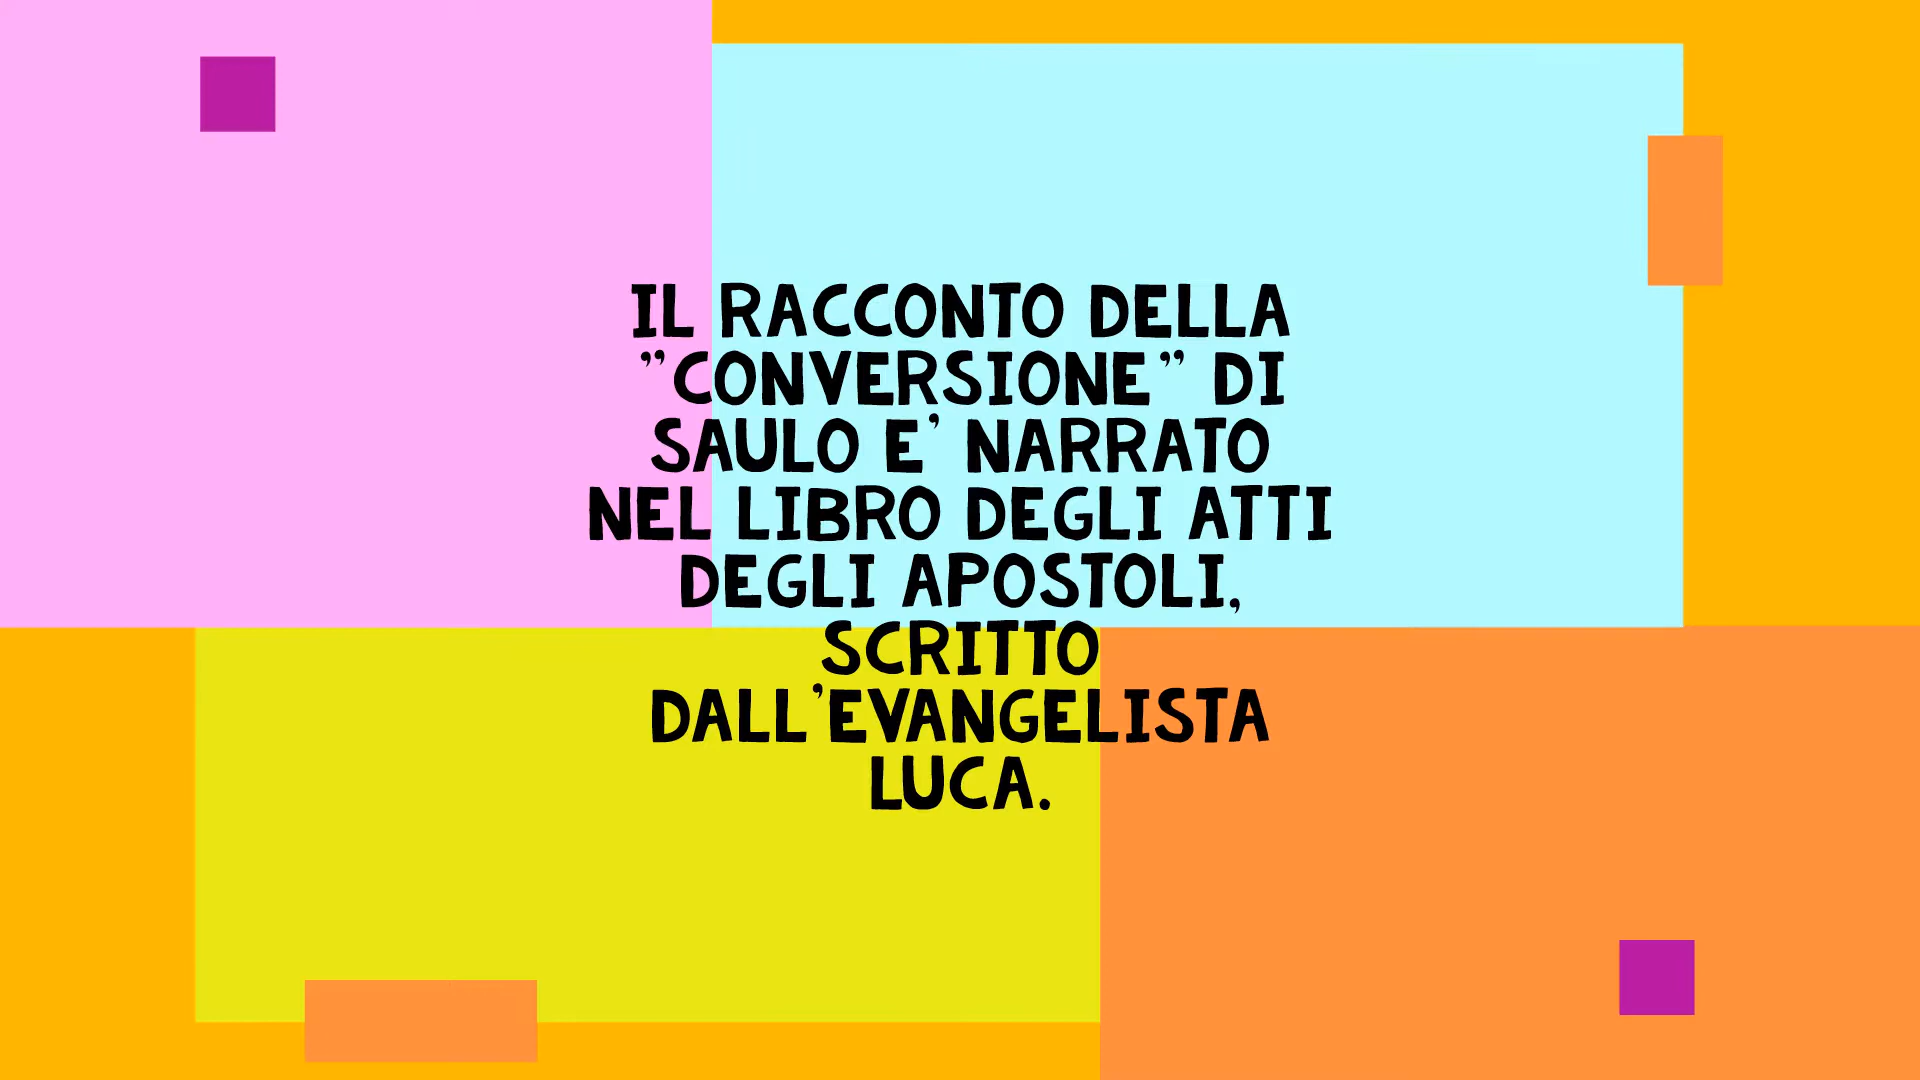 IL RACCONTO DELLA
"CONVERSIONE" DI
SAULO E' NARRATO
NEL LIBRO DEGLI ATTI
DEGLI APOSTOLI,
SCRITTO
DALL'EVANGELISTA
LUCA.